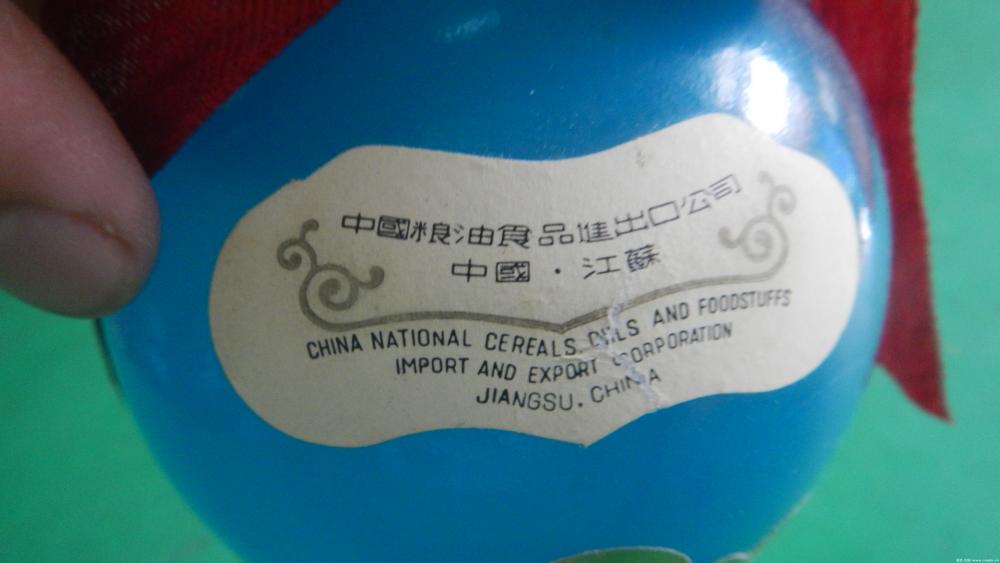 中國粮油食品進出口公司
中國·江蘇
CHINA NATIONAL CEREALS OILS AND FOODSTUFFS
IMPORT AND EXPORT CORPORATION
JIANGSU. CHINA